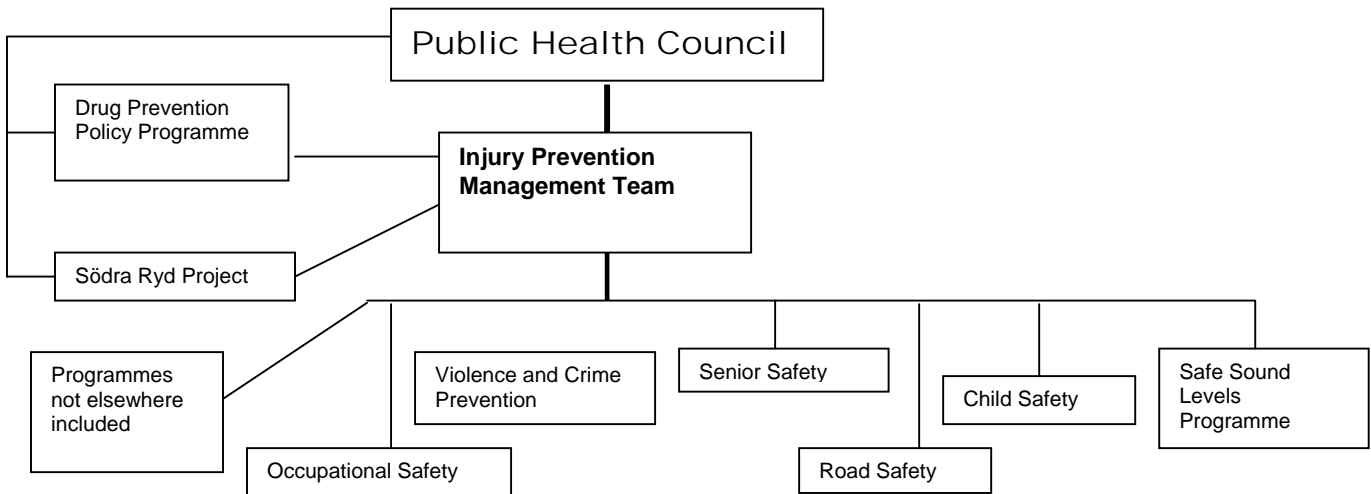 Public Health Council
Drug Prevention
Policy Programme
Injury Prevention
Management Team
Södra Ryd Project
Programmes
not elsewhere
included
Violence and Crime
Prevention
Senior Safety
Child Safety
Safe Sound
Levels
Programme
Occupational Safety
Road Safety